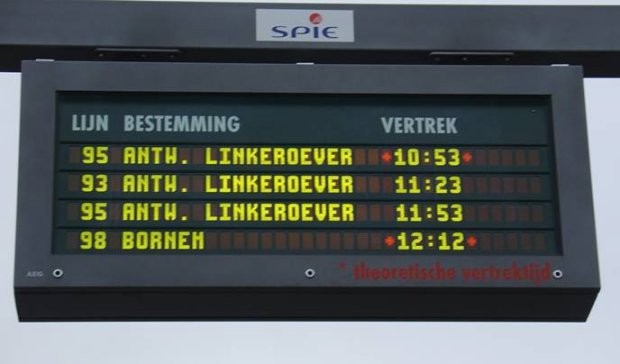 SPIE
LIJN BESTEMMING VERTREK
95 ANTW. LINKEROEVER *10:53*
93 ANTW. LINKEROEVER 11:23
95 ANTW. LINKEROEVER 11:53
98 BORNEM *12:12*
* theoretische vertrektijd